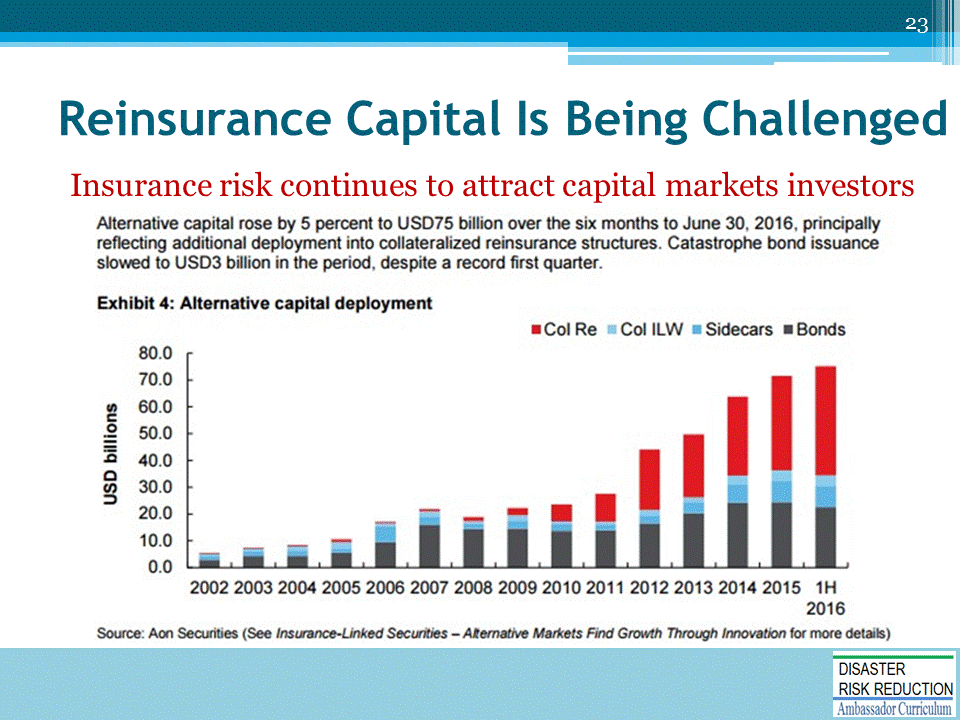 23
Reinsurance Capital Is Being Challenged
Insurance risk continues to attract capital markets investors
Alternative capital rose by 5 percent to USD75 billion over the six months to June 30, 2016, principally
reflecting additional deployment into collateralized reinsurance structures. Catastrophe bond issuance
slowed to USD3 billion in the period, despite a record first quarter.
Exhibit 4: Alternative capital deployment
Col Re Col ILW Sidecars Bonds
USD billions
80.0
70.0
60.0
50.0
40.0
30.0
20.0
10.0
0.0
2002 2003 2004 2005 2006 2007 2008 2009 2010 2011 2012 2013 2014 2015 1H
2016
Source: Aon Securities (See Insurance-Linked Securities – Alternative Markets Find Growth Through Innovation for more details)
DISASTER
RISK REDUCTION
Ambassador Curriculum